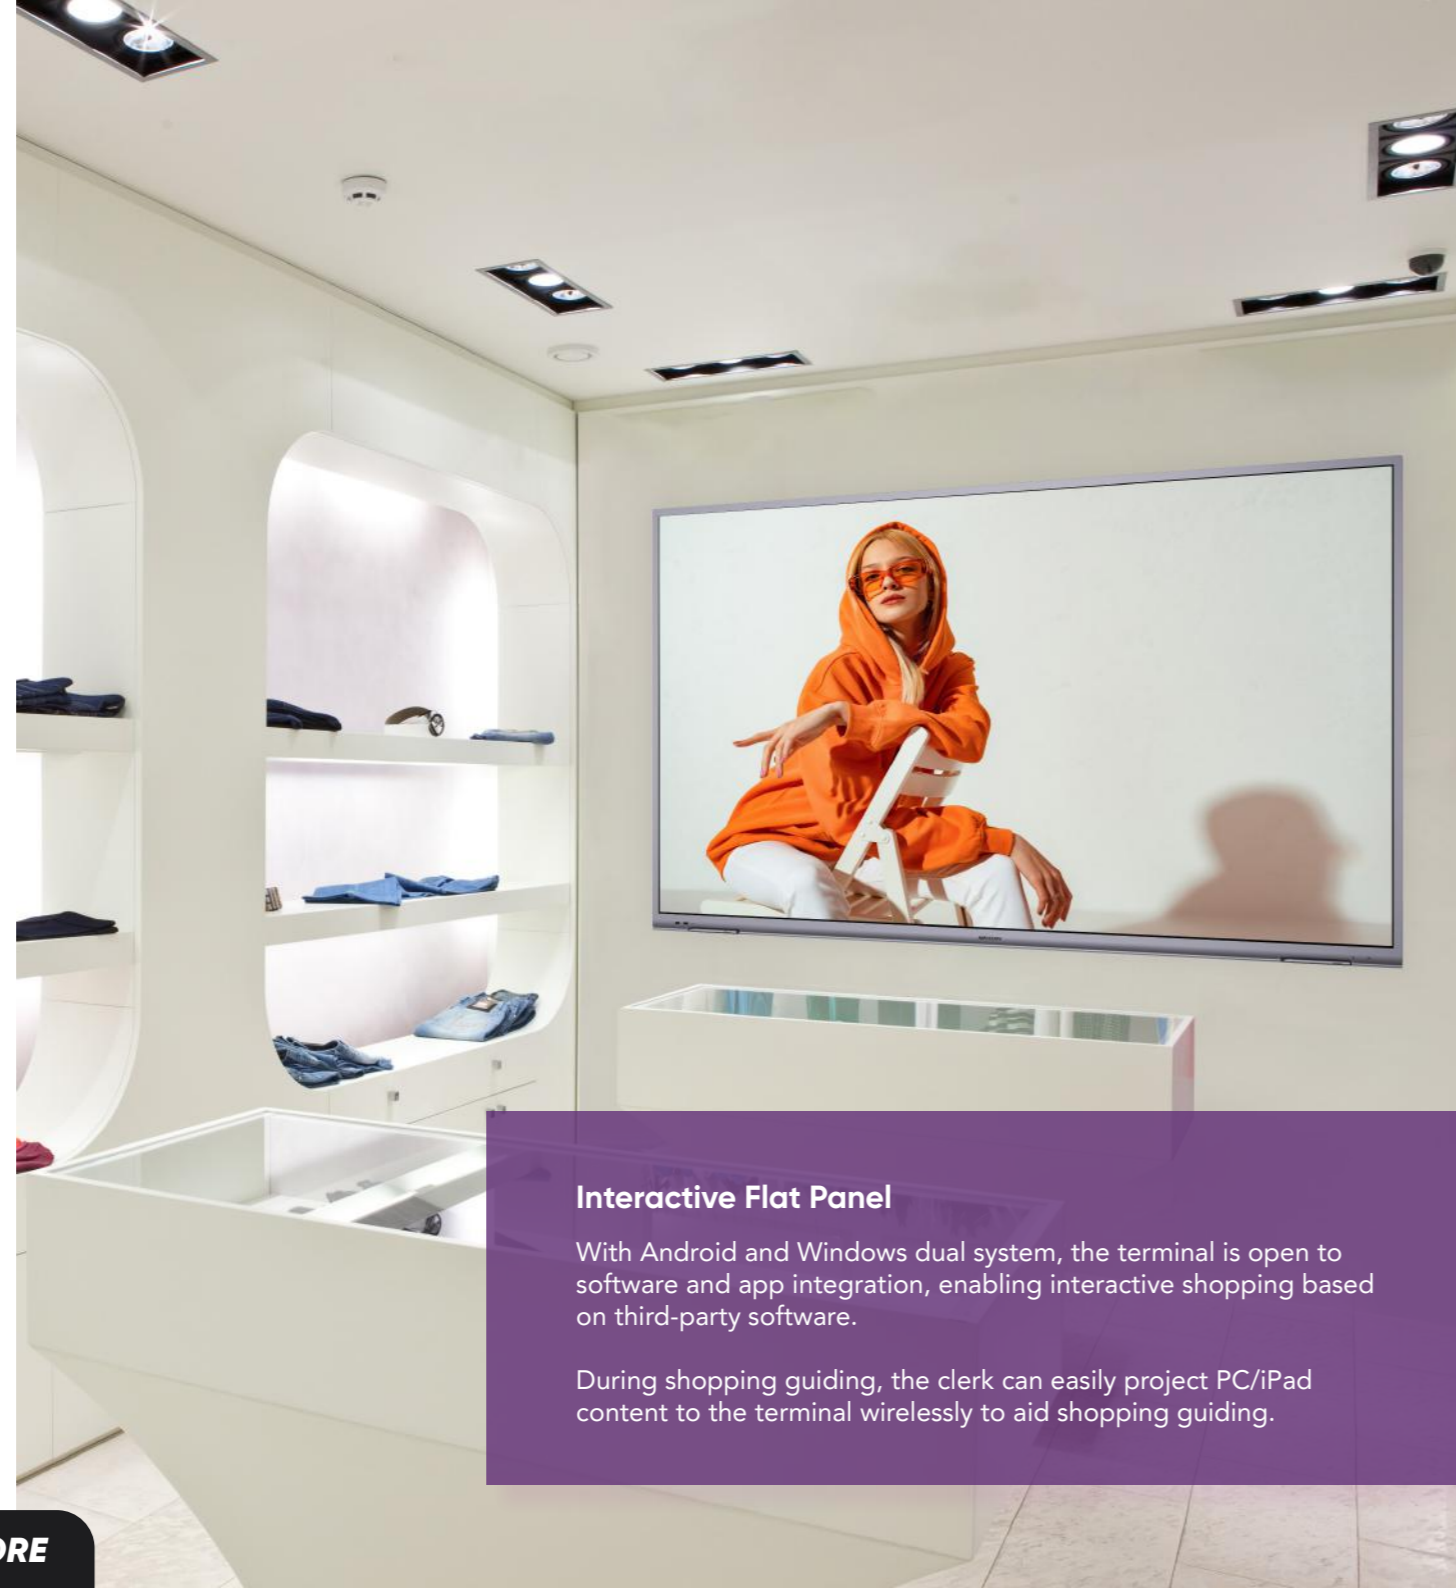 Interactive Flat Panel
With Android and Windows dual system, the terminal is open to
software and app integration, enabling interactive shopping based
on third-party software.
During shopping guiding, the clerk can easily project PC/iPad
content to the terminal wirelessly to aid shopping guiding.
ORE